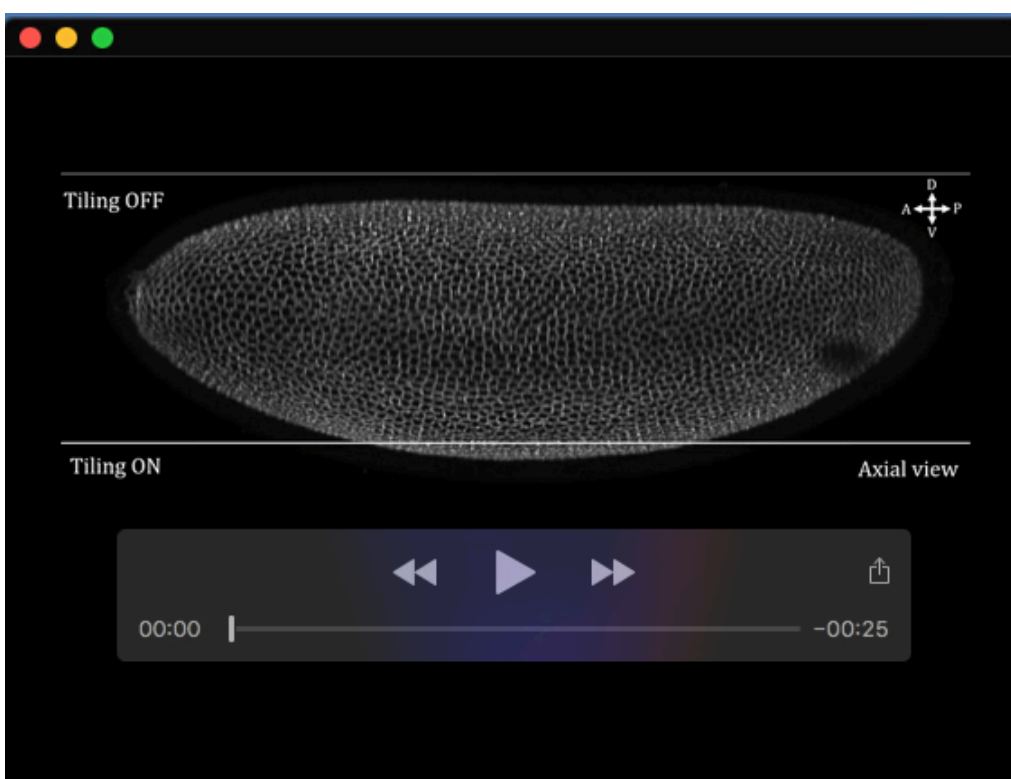 Tiling OFF
D
A P
V
Tiling ON
Axial view
00:00
-00:25